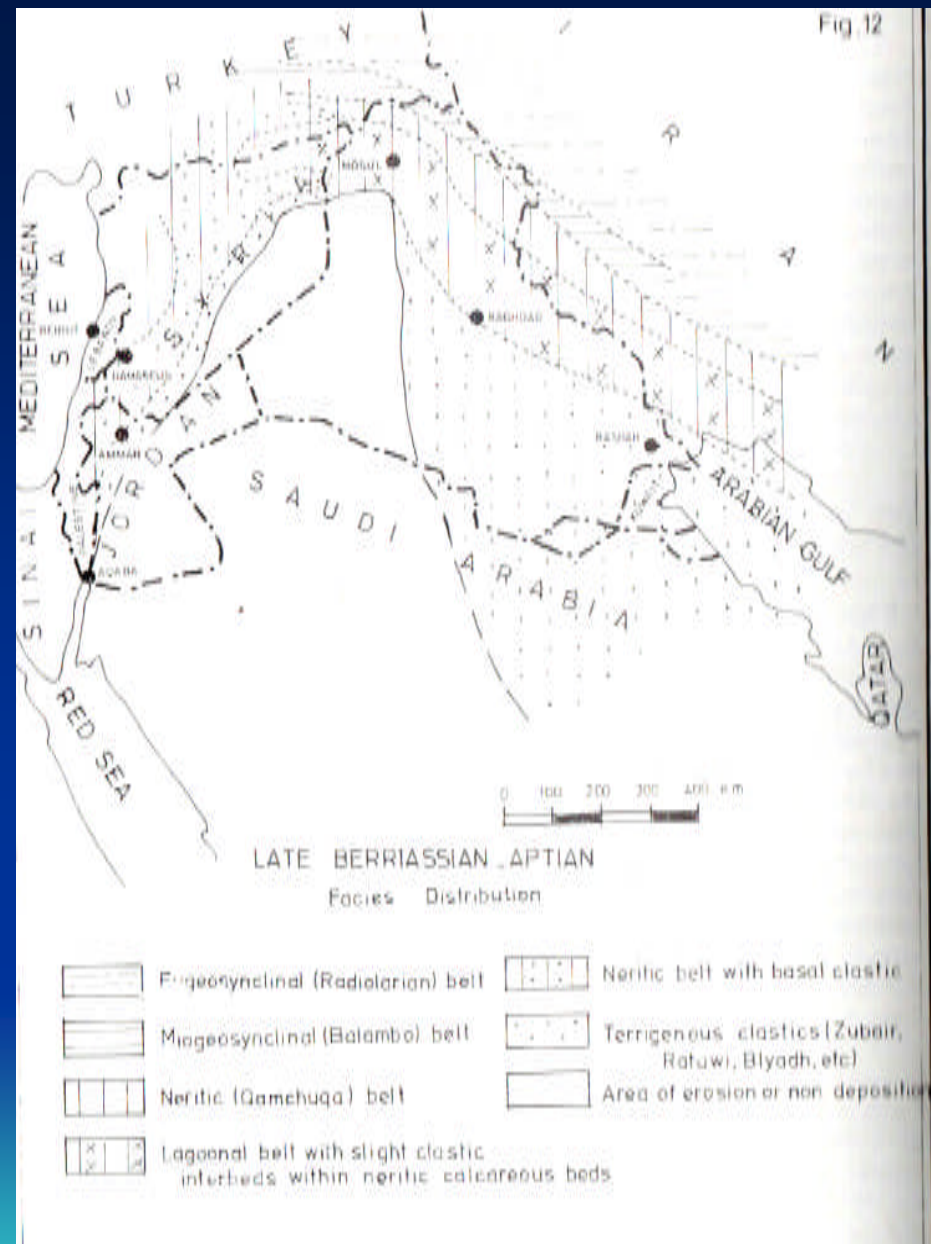 Fig. 12
TURKEY
IRAN
MOSUL
MEDITERRANEAN
SEA
BEIRUT
SYRIA
DAMASCUS
BAGHDAD
AMMAN
JORDAN
BASRAH
SAUDI
ARABIA
KUWAIT
ARABIAN GULF
PALESTINE
AQABA
SINAI
RED SEA
QATAR
0 100 200 300 400 km
LATE BERRIASSIAN - APTIAN
Facies Distribution
Eugeosynclinal (Radiolarian) belt
Miogeosynclinal (Balambo) belt
Neritic (Qamchuqa) belt
Lagoonal belt with slight clastic
interbeds within neritic calcareous beds
Neritic belt with basal clastic
Terrigenous clastics (Zubair,
Ratawi, Biyadh, etc)
Area of erosion or non deposition